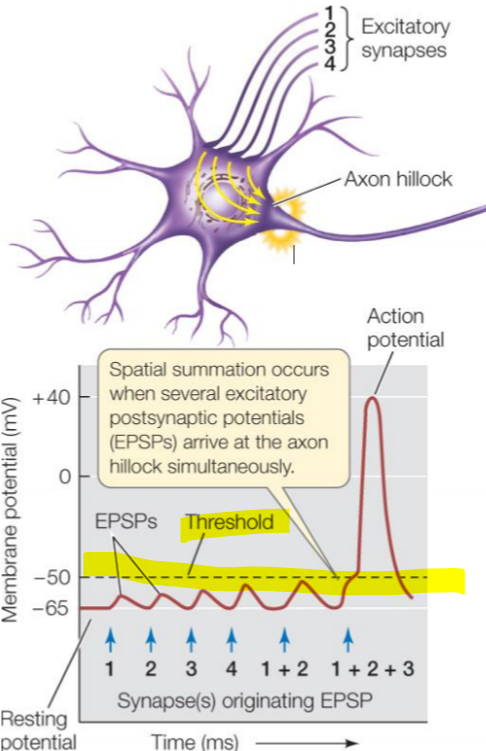 1
2
3
4
Excitatory
synapses
Axon hillock
Action
potential
Spatial summation occurs
when several excitatory
postsynaptic potentials
(EPSPs) arrive at the axon
hillock simultaneously.
Membrane potential (mV)
+40
0
−50
−65
EPSPs
Threshold
1 2 3 4 1 + 2 1 + 2 + 3
Synapse(s) originating EPSP
Resting
potential
Time (ms)